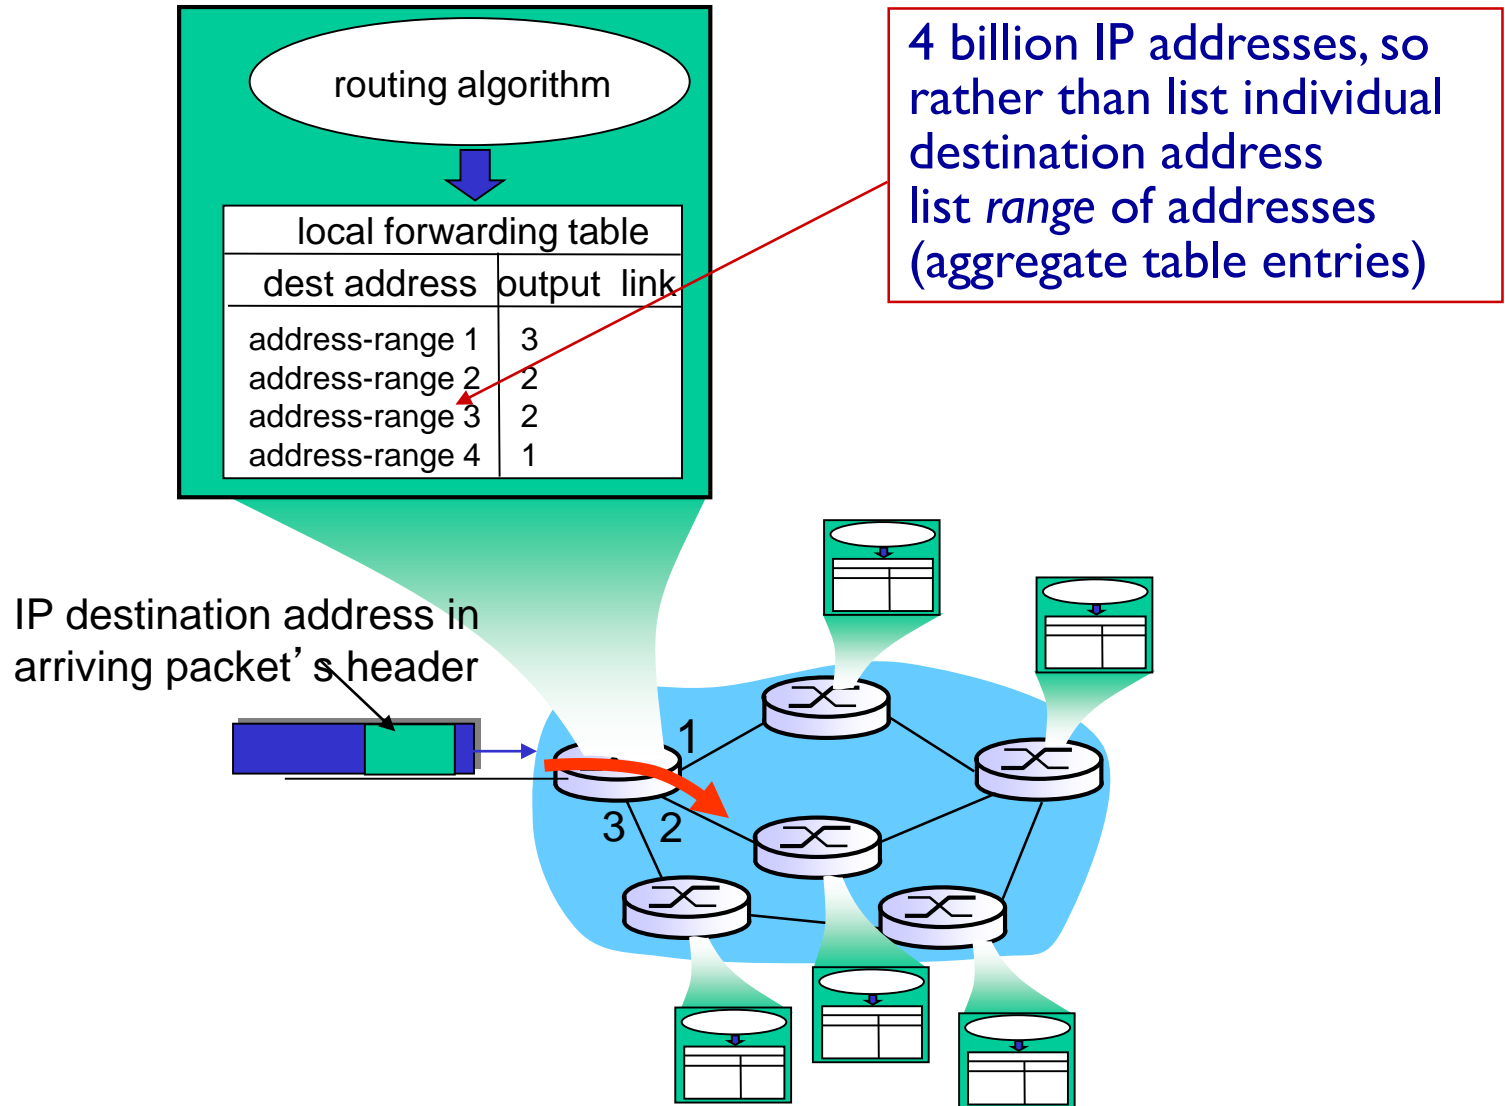 routing algorithm
local forwarding table
dest address output link
address-range 1 3
address-range 2 2
address-range 3 2
address-range 4 1
4 billion IP addresses, so
rather than list individual
destination address
list range of addresses
(aggregate table entries)
IP destination address in
arriving packet’s header
1
3 2